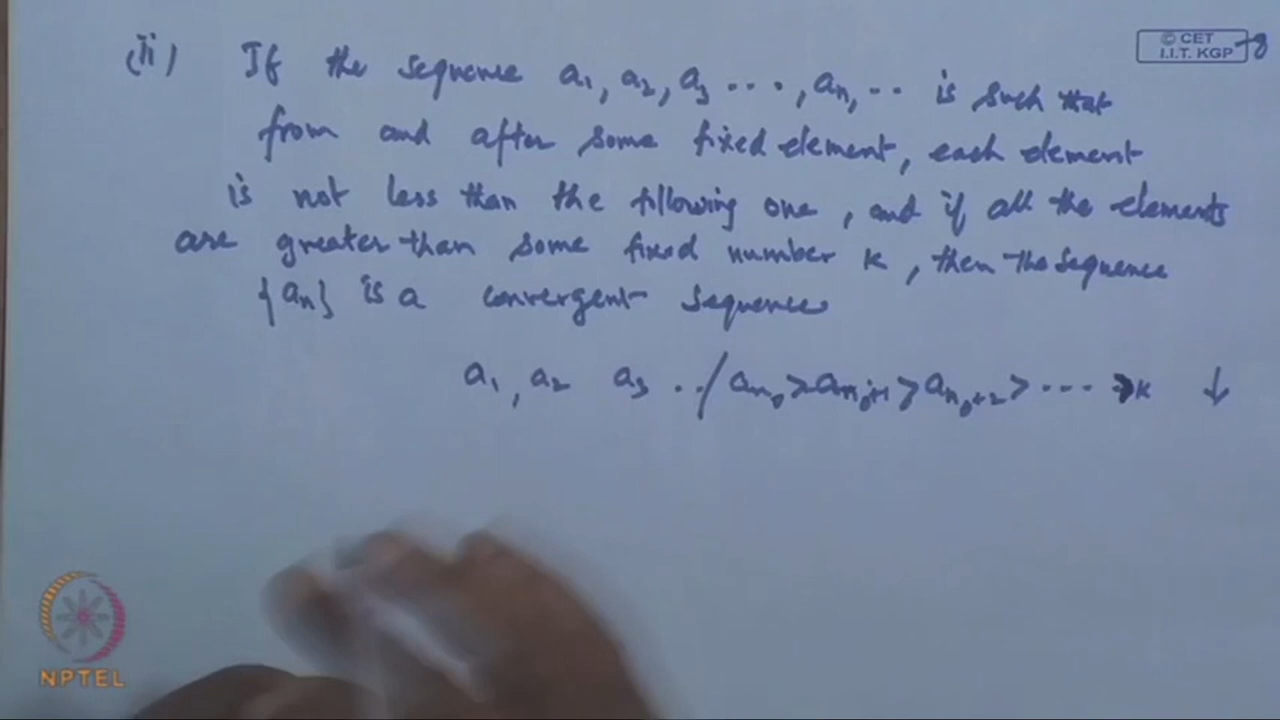 © CET
I.I.T. KGP
(ii) If the sequence a₁, a₂, a₃ ..., aₙ, .. is such that
from and after some fixed element, each element
is not less than the following one, and if all the elements
are greater than some fixed number K, then the sequence
{aₙ} is a convergent sequence
a₁, a₂ a₃ .. / aₙ₀ > aₙ₀₊₁ > aₙ₀₊₂ > ... > K ↓
NPTEL